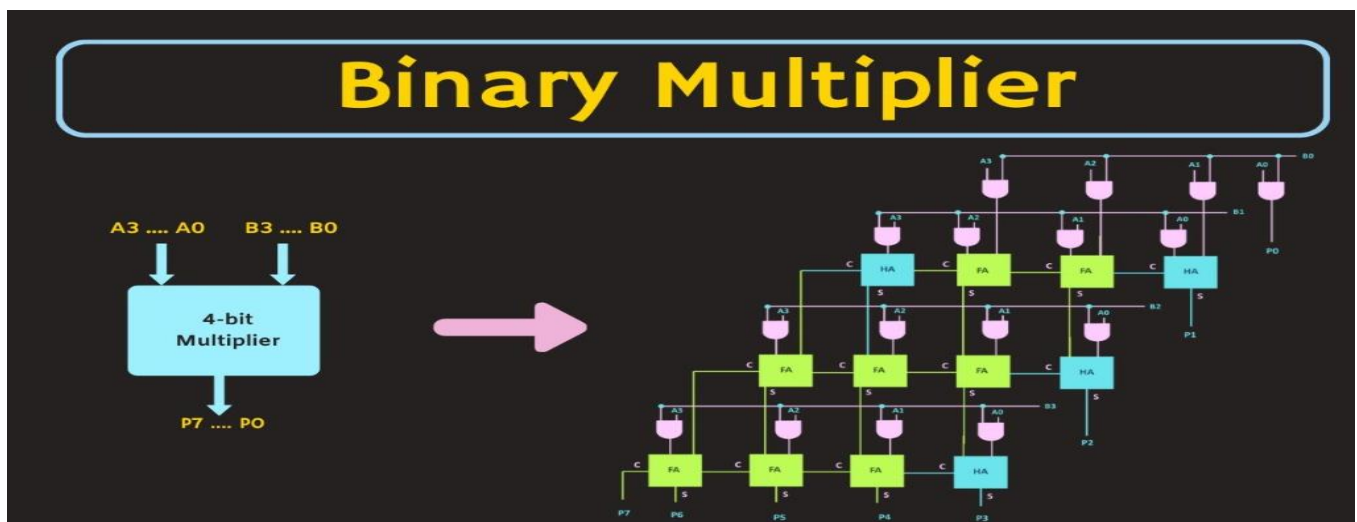 Binary Multiplier
A3 .... A0 B3 .... B0
4-bit
Multiplier
P7 .... P0
A3 A2 A1 A0 B0
A3 A2 A1 A0 B1
P0
C HA C FA C FA C HA
S S S S
A3 A2 A1 A0 B2
P1
C FA C FA C FA C HA
S S S S
A3 A2 A1 A0 B3
P2
C FA C FA C FA C HA
S S S S
P7 P6 P5 P4 P3